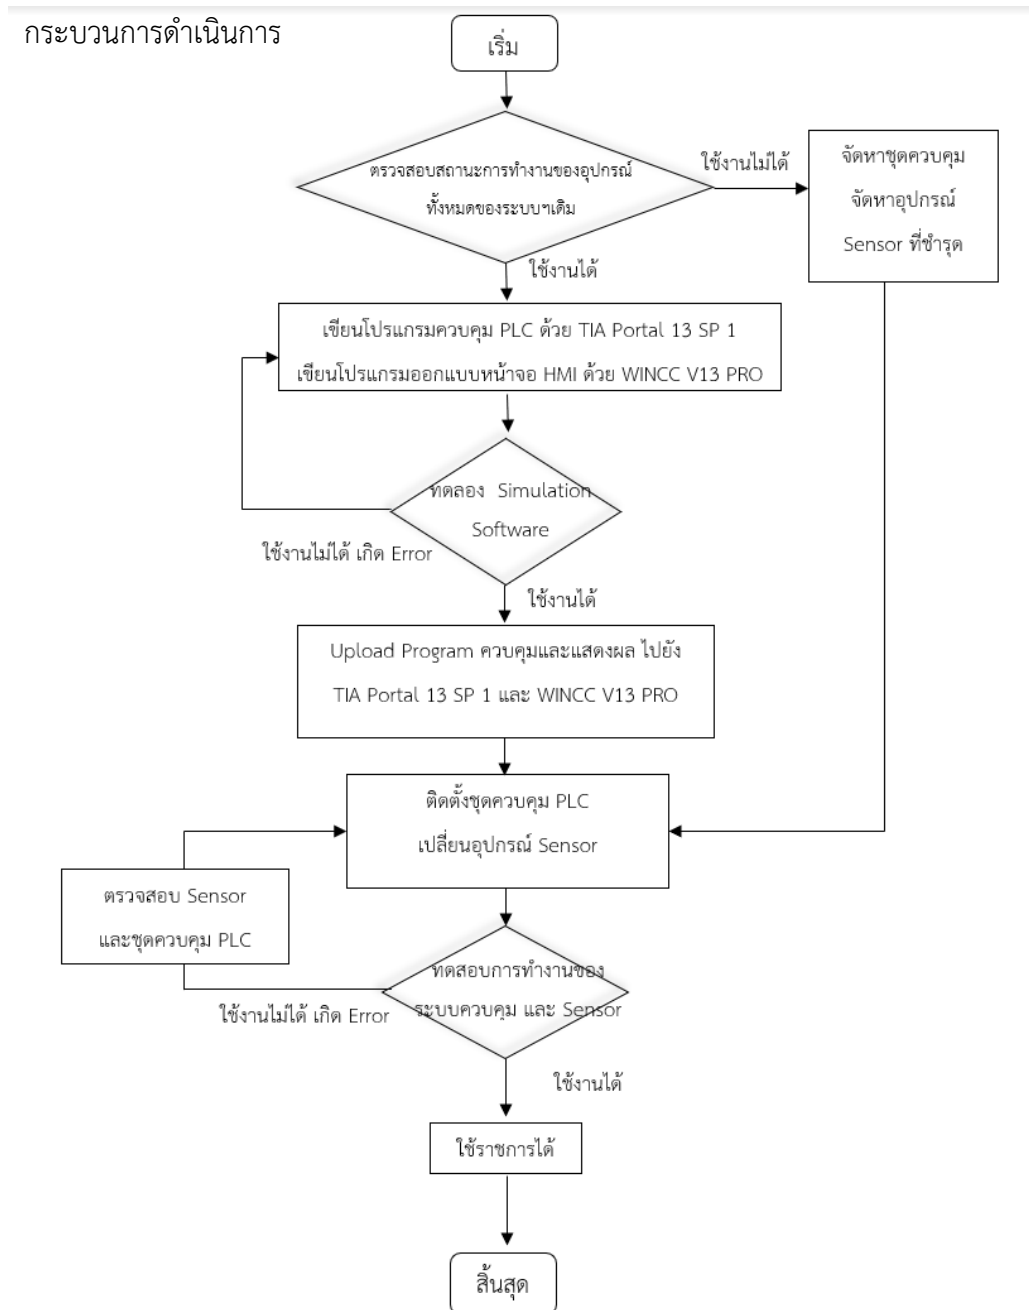 กระบวนการดำเนินการ
เริ่ม
ตรวจสอบสถานะการทำงานของอุปกรณ์
ทั้งหมดของระบบฯเดิม
ใช้งานไม่ได้
จัดหาชุดควบคุม
จัดหาอุปกรณ์
Sensor ที่ชำรุด
ใช้งานได้
เขียนโปรแกรมควบคุม PLC ด้วย TIA Portal 13 SP 1
เขียนโปรแกรมออกแบบหน้าจอ HMI ด้วย WINCC V13 PRO
ทดลอง Simulation
Software
ใช้งานไม่ได้ เกิด Error
ใช้งานได้
Upload Program ควบคุมและแสดงผล ไปยัง
TIA Portal 13 SP 1 และ WINCC V13 PRO
ติดตั้งชุดควบคุม PLC
เปลี่ยนอุปกรณ์ Sensor
ตรวจสอบ Sensor
และชุดควบคุม PLC
ทดสอบการทำงานของ
ระบบควบคุม และ Sensor
ใช้งานไม่ได้ เกิด Error
ใช้งานได้
ใช้ราชการได้
สิ้นสุด